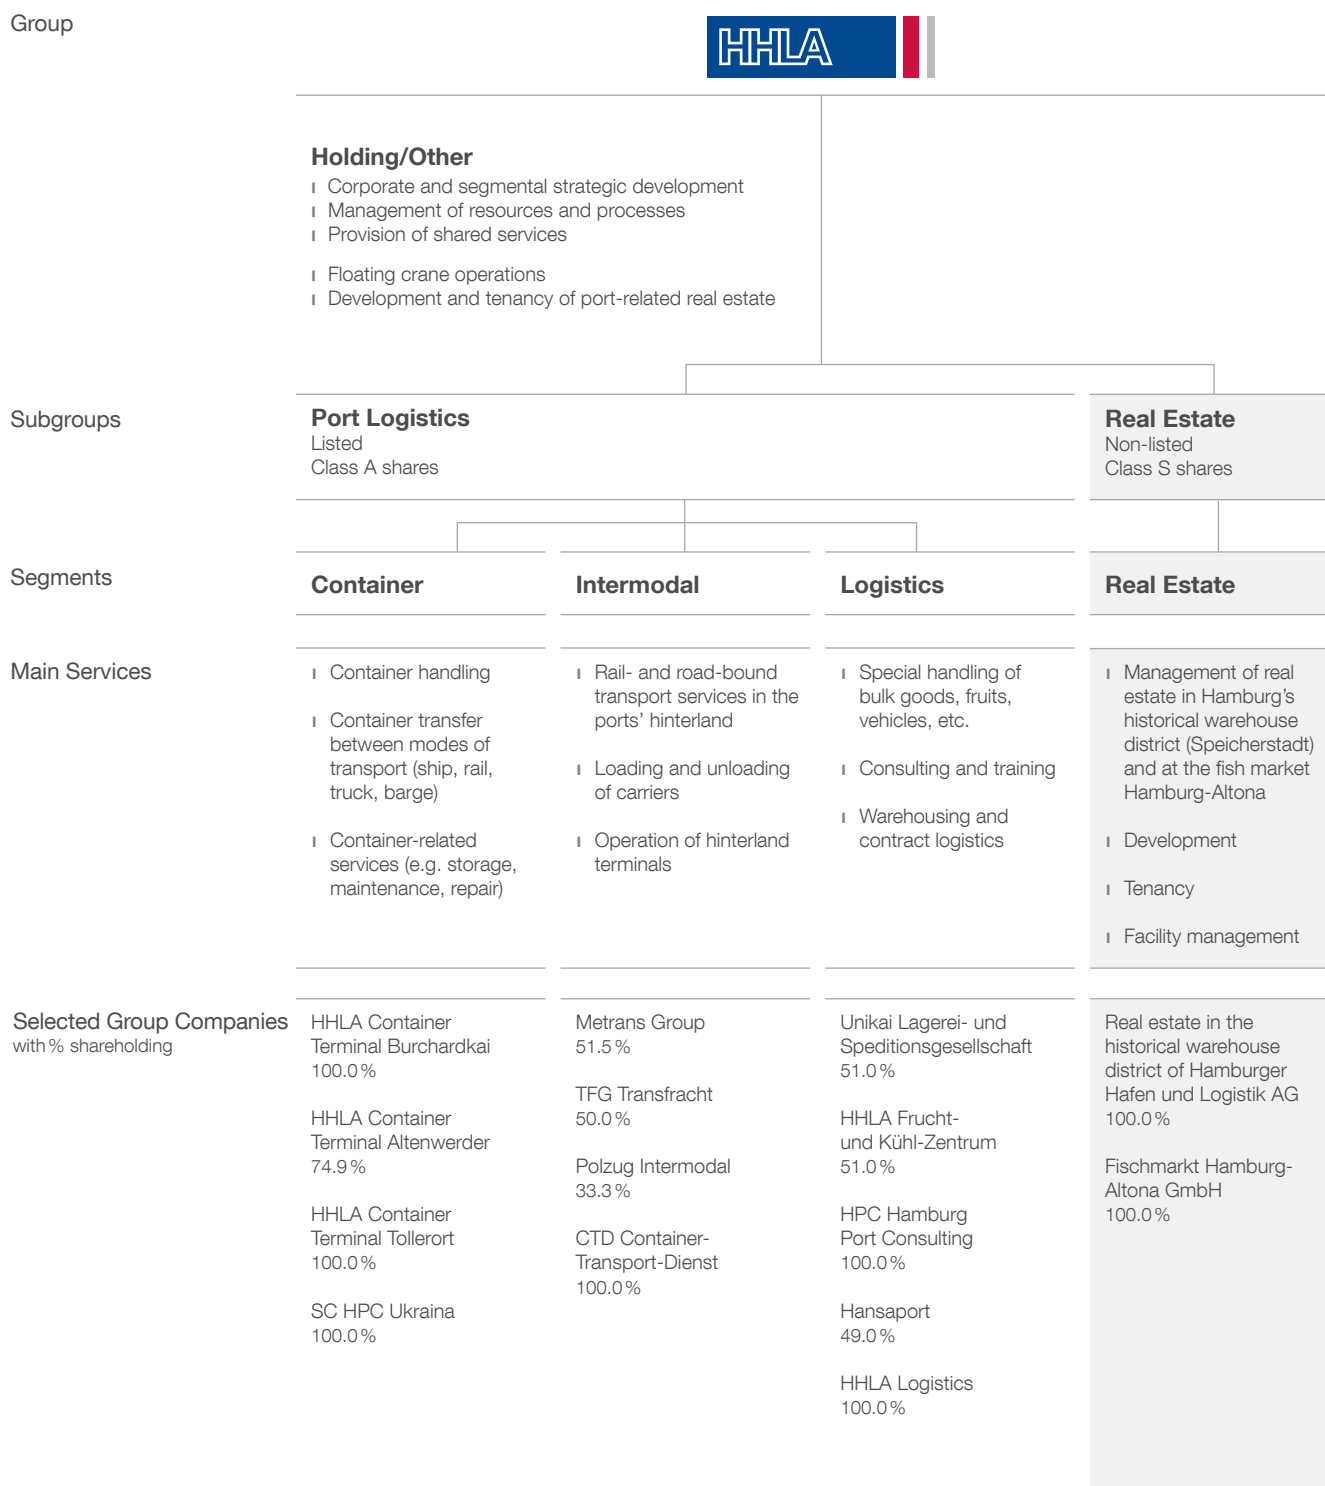 Group
HHLA
Holding/Other
Corporate and segmental strategic development
Management of resources and processes
Provision of shared services
Floating crane operations
Development and tenancy of port-related real estate
Subgroups
Port Logistics
Listed
Class A shares
Real Estate
Non-listed
Class S shares
Segments
Container
Intermodal
Logistics
Real Estate
Main Services
Container handling
Container transfer
between modes of
transport (ship, rail,
truck, barge)
Container-related
services (e.g. storage,
maintenance, repair)
Rail- and road-bound
transport services in the
ports’ hinterland
Loading and unloading
of carriers
Operation of hinterland
terminals
Special handling of
bulk goods, fruits,
vehicles, etc.
Consulting and training
Warehousing and
contract logistics
Management of real
estate in Hamburg’s
historical warehouse
district (Speicherstadt)
and at the fish market
Hamburg-Altona
Development
Tenancy
Facility management
Selected Group Companies
with % shareholding
HHLA Container
Terminal Burchardkai
100.0 %
HHLA Container
Terminal Altenwerder
74.9 %
HHLA Container
Terminal Tollerort
100.0 %
SC HPC Ukraina
100.0 %
Metrans Group
51.5 %
TFG Transfracht
50.0 %
Polzug Intermodal
33.3 %
CTD Container-
Transport-Dienst
100.0 %
Unikai Lagerei- und
Speditionsgesellschaft
51.0 %
HHLA Frucht-
und Kühl-Zentrum
51.0 %
HPC Hamburg
Port Consulting
100.0 %
Hansaport
49.0 %
HHLA Logistics
100.0 %
Real estate in the
historical warehouse
district of Hamburger
Hafen und Logistik AG
100.0 %
Fischmarkt Hamburg-
Altona GmbH
100.0 %